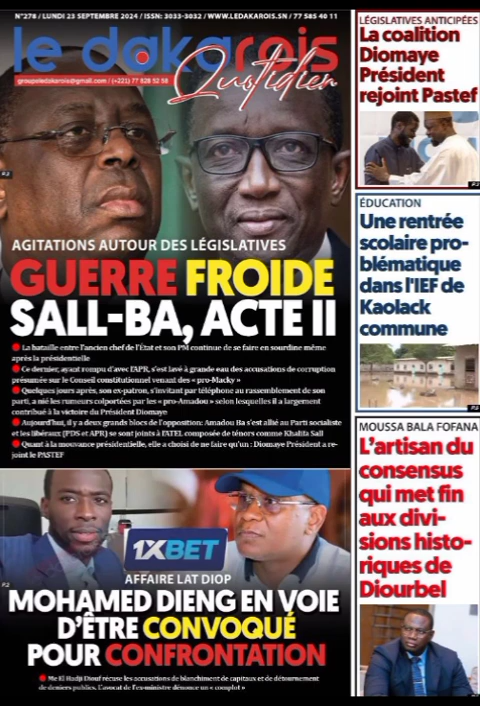 N°278 / LUNDI 23 SEPTEMBRE 2024 / ISSN: 3033-3032 / WWW.LEDAKAROIS.SN / 77 585 40 11
le dakarois
Quotidien
groupeledakarois@gmail.com / (+221) 77 828 52 58
P.3
AGITATIONS AUTOUR DES LÉGISLATIVES
GUERRE FROIDE
SALL-BA, ACTE II
La bataille entre l'ancien chef de l'État et son PM continue de se faire en sourdine même
après la présidentielle
Ce dernier, ayant rompu d'avec l'APR, s'est lavé à grande eau des accusations de corruption
présumée sur le Conseil constitutionnel venant des « pro-Macky »
Quelques jours après, son ex-patron, s'invitant par téléphone au rassemblement de son
parti, a nié les rumeurs colportées par les « pro-Amadou » selon lesquelles il a largement
contribué à la victoire du Président Diomaye
Aujourd'hui, il y a deux grands blocs de l'opposition: Amadou Ba s'est allié au Parti socialiste
et les libéraux (PDS et APR) se sont joints à l'ATEL composée de ténors comme Khalifa Sall
Quant à la mouvance présidentielle, elle a choisi de ne faire qu'un : Diomaye Président a re-
joint le PASTEF
P.2
1XBET
AFFAIRE LAT DIOP
MOHAMED DIENG EN VOIE
D'ÊTRE CONVOQUÉ
POUR CONFRONTATION
Me El Hadji Diouf récuse les accusations de blanchiment de capitaux et de détournement
de deniers publics. L'avocat de l'ex-ministre dénonce un « complot »
LÉGISLATIVES ANTICIPÉES
La coalition
Diomaye
Président
rejoint Pastef
ÉDUCATION
Une rentrée
scolaire pro-
blématique
dans l'IEF de
Kaolack
commune
MOUSSA BALA FOFANA
L'artisan du
consensus
qui met fin
aux divi-
sions histo-
riques de
Diourbel